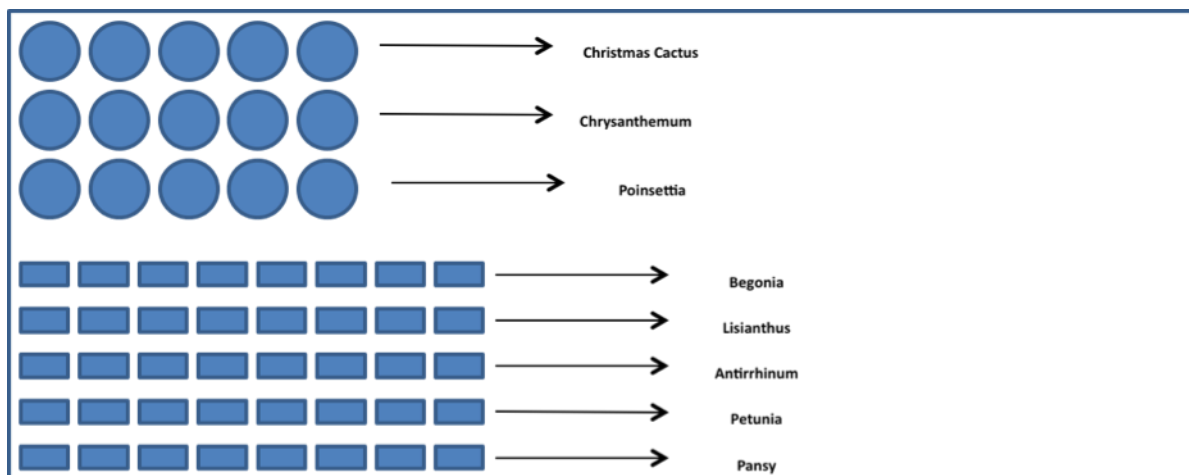 Christmas Cactus
Chrysanthemum
Poinsettia
Begonia
Lisianthus
Antirrhinum
Petunia
Pansy